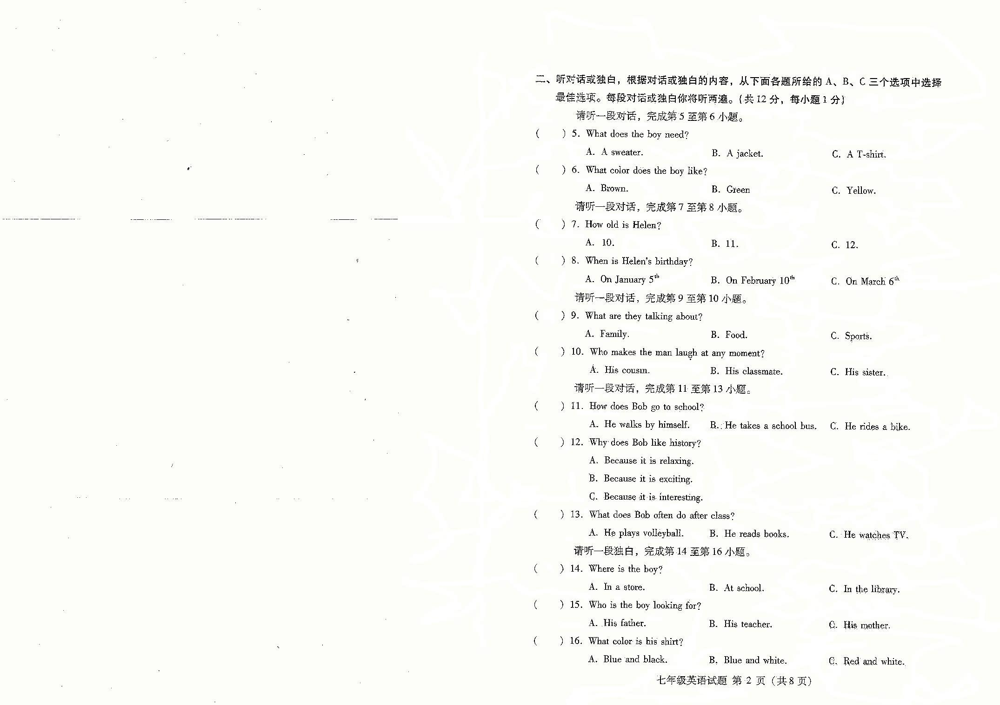 二、听对话或独白，根据对话或独白的内容，从下面各题所给的 A、B、C 三个选项中选择
最佳选项。每段对话或独白你将听两遍。（共 12 分，每小题 1 分）
请听一段对话，完成第 5 至第 6 小题。
(    ) 5. What does the boy need?
A. A sweater. B. A jacket. C. A T-shirt.
(    ) 6. What color does the boy like?
A. Brown. B. Green C. Yellow.
请听一段对话，完成第 7 至第 8 小题。
(    ) 7. How old is Helen?
A. 10. B. 11. C. 12.
(    ) 8. When is Helen's birthday?
A. On January 5th B. On February 10th C. On March 6th
请听一段对话，完成第 9 至第 10 小题。
(    ) 9. What are they talking about?
A. Family. B. Food. C. Sports.
(    ) 10. Who makes the man laugh at any moment?
A. His cousin. B. His classmate. C. His sister.
请听一段对话，完成第 11 至第 13 小题。
(    ) 11. How does Bob go to school?
A. He walks by himself. B. He takes a school bus. C. He rides a bike.
(    ) 12. Why does Bob like history?
A. Because it is relaxing.
B. Because it is exciting.
C. Because it is interesting.
(    ) 13. What does Bob often do after class?
A. He plays volleyball. B. He reads books. C. He watches TV.
请听一段独白，完成第 14 至第 16 小题。
(    ) 14. Where is the boy?
A. In a store. B. At school. C. In the library.
(    ) 15. Who is the boy looking for?
A. His father. B. His teacher. C. His mother.
(    ) 16. What color is his shirt?
A. Blue and black. B. Blue and white. C. Red and white.
七年级英语试题 第 2 页（共 8 页）